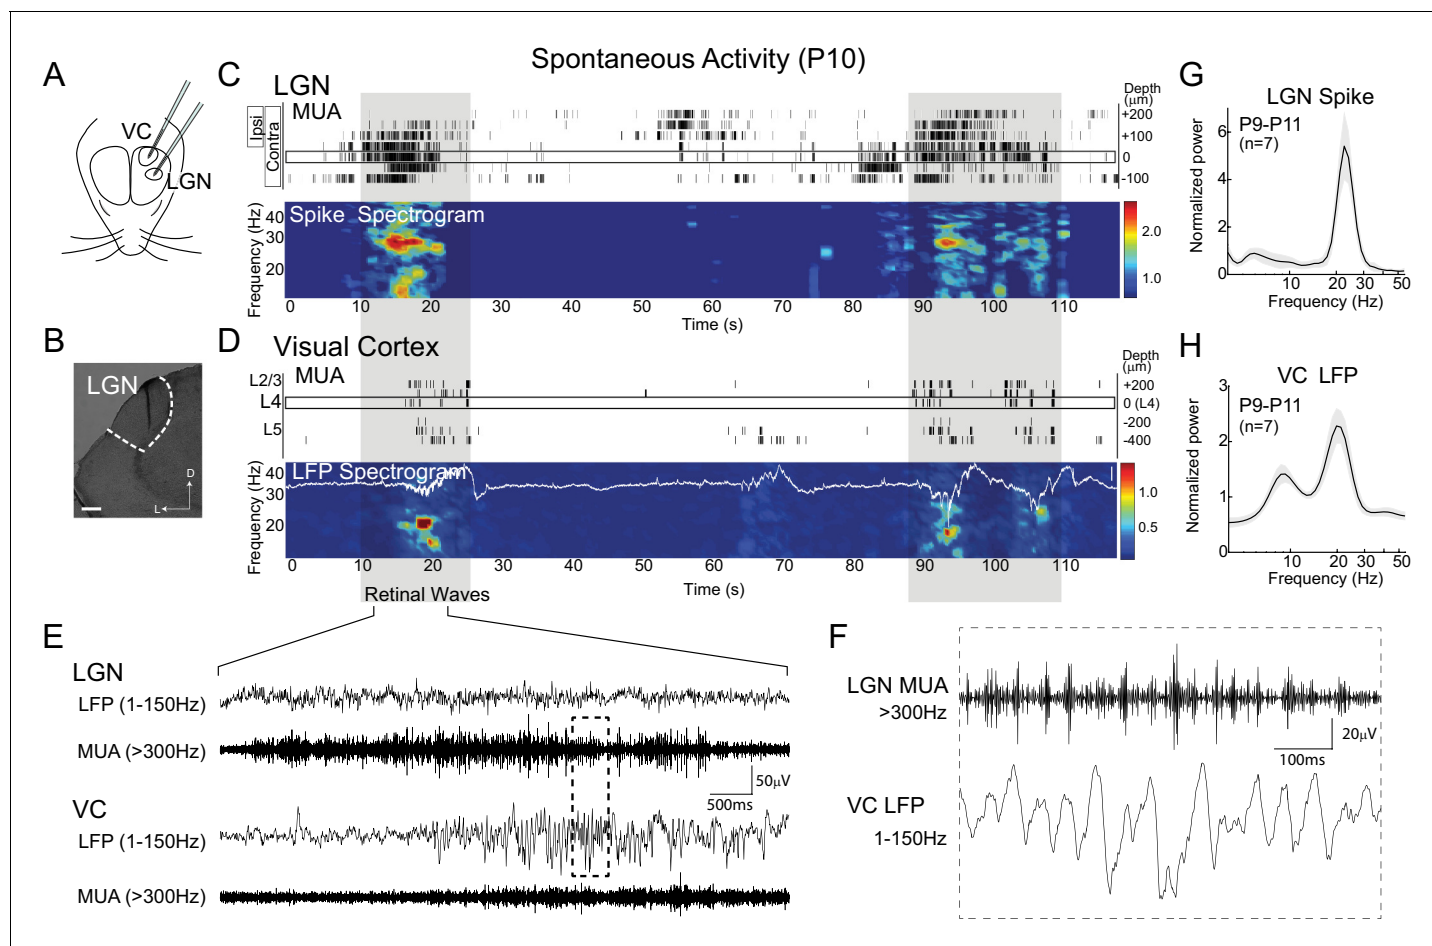 Spontaneous Activity (P10)
A
VC
LGN
B
LGN
D
L
C
LGN
MUA
Ipsi
Contra
Depth
(μm)
+200
+100
0
-100
Spike Spectrogram
Frequency (Hz)
40
30
20
2.0
1.0
0 10 20 30 40 50 60 70 80 90 100 110
Time (s)
D
Visual Cortex
MUA
L2/3
L4
L5
Depth
(μm)
+200
0 (L4)
-200
-400
LFP Spectrogram
Frequency (Hz)
40
30
20
1.0
0.5
0 10 20 30 40 50 60 70 80 90 100 110
Time (s)
Retinal Waves
E
LGN
LFP (1-150Hz)
MUA (>300Hz)
50μV
500ms
VC
LFP (1-150Hz)
MUA (>300Hz)
F
LGN MUA
>300Hz
20μV
100ms
VC LFP
1-150Hz
G
LGN Spike
P9-P11
(n=7)
Normalized power
6
4
2
0
10 20 30 50
Frequency (Hz)
H
VC LFP
P9-P11
(n=7)
Normalized power
3
2
1
0
10 20 30 50
Frequency (Hz)